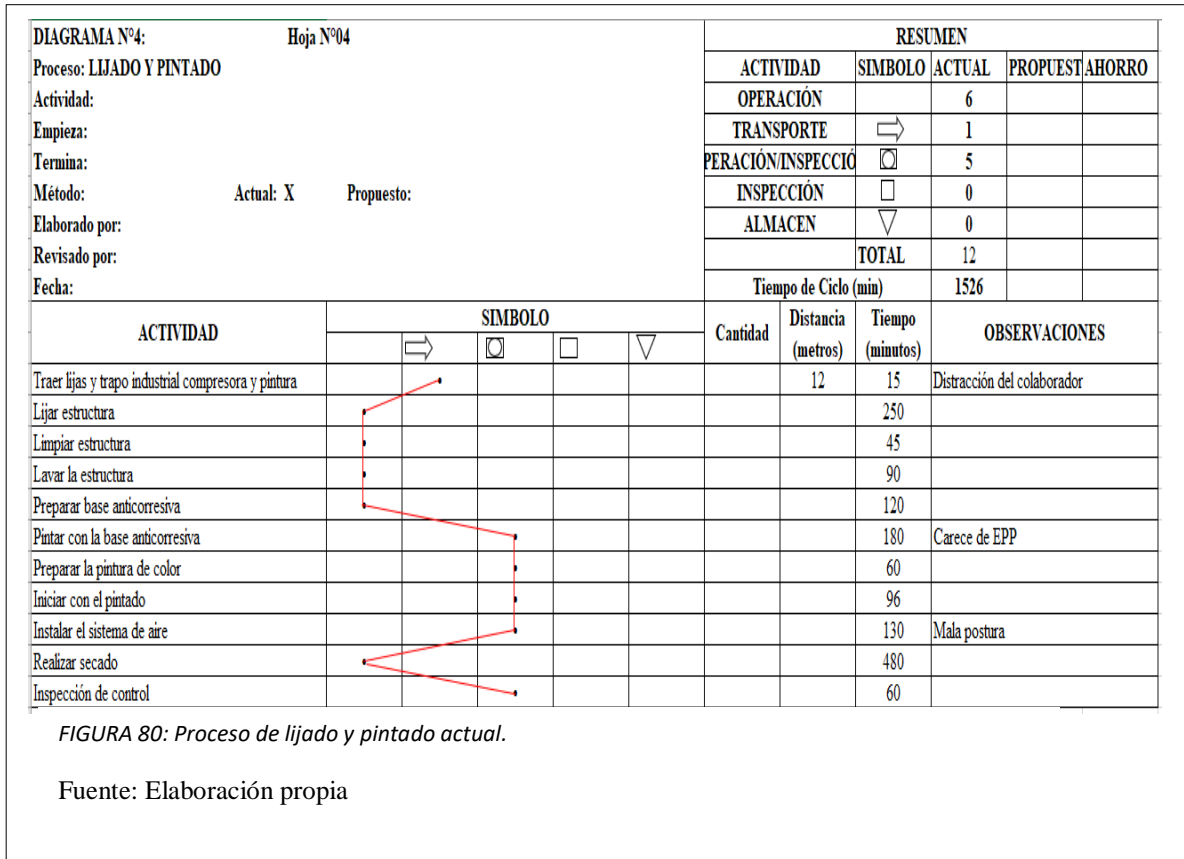 DIAGRAMA N°4: Hoja N°04
Proceso: LIJADO Y PINTADO
Actividad:
Empieza:
Termina:
Método: Actual: X Propuesto:
Elaborado por:
Revisado por:
Fecha:
RESUMEN
ACTIVIDAD SIMBOLO ACTUAL PROPUEST AHORRO
OPERACIÓN 6
TRANSPORTE 1
PERACIÓN/INSPECCIÓ 5
INSPECCIÓN 0
ALMACEN 0
TOTAL 12
Tiempo de Ciclo (min) 1526
ACTIVIDAD SIMBOLO Cantidad Distancia (metros) Tiempo (minutos) OBSERVACIONES
Traer lijas y trapo industrial compresora y pintura 12 15 Distracción del colaborador
Lijar estructura 250
Limpiar estructura 45
Lavar la estructura 90
Preparar base anticorresiva 120
Pintar con la base anticorresiva 180 Carece de EPP
Preparar la pintura de color 60
Iniciar con el pintado 96
Instalar el sistema de aire 130 Mala postura
Realizar secado 480
Inspección de control 60
FIGURA 80: Proceso de lijado y pintado actual.
Fuente: Elaboración propia